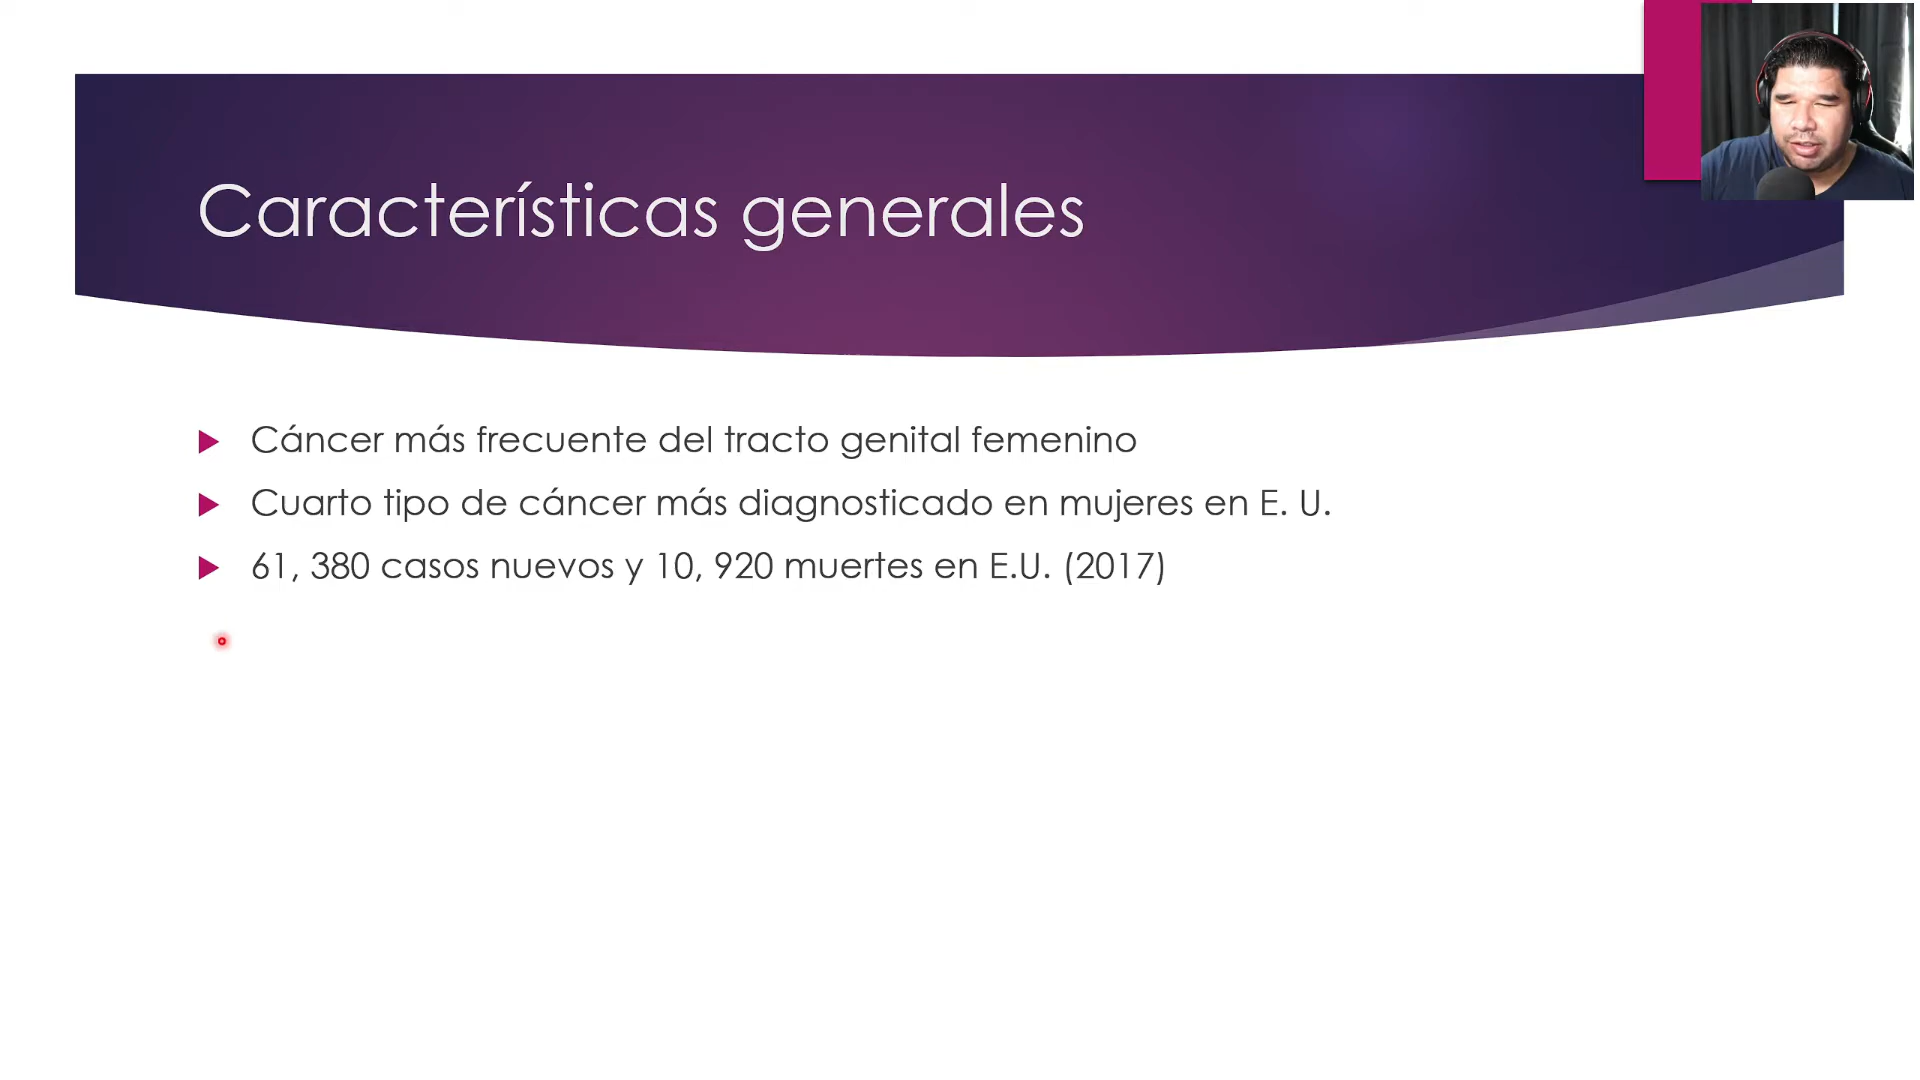 Características generales
Cáncer más frecuente del tracto genital femenino
Cuarto tipo de cáncer más diagnosticado en mujeres en E. U.
61, 380 casos nuevos y 10, 920 muertes en E.U. (2017)